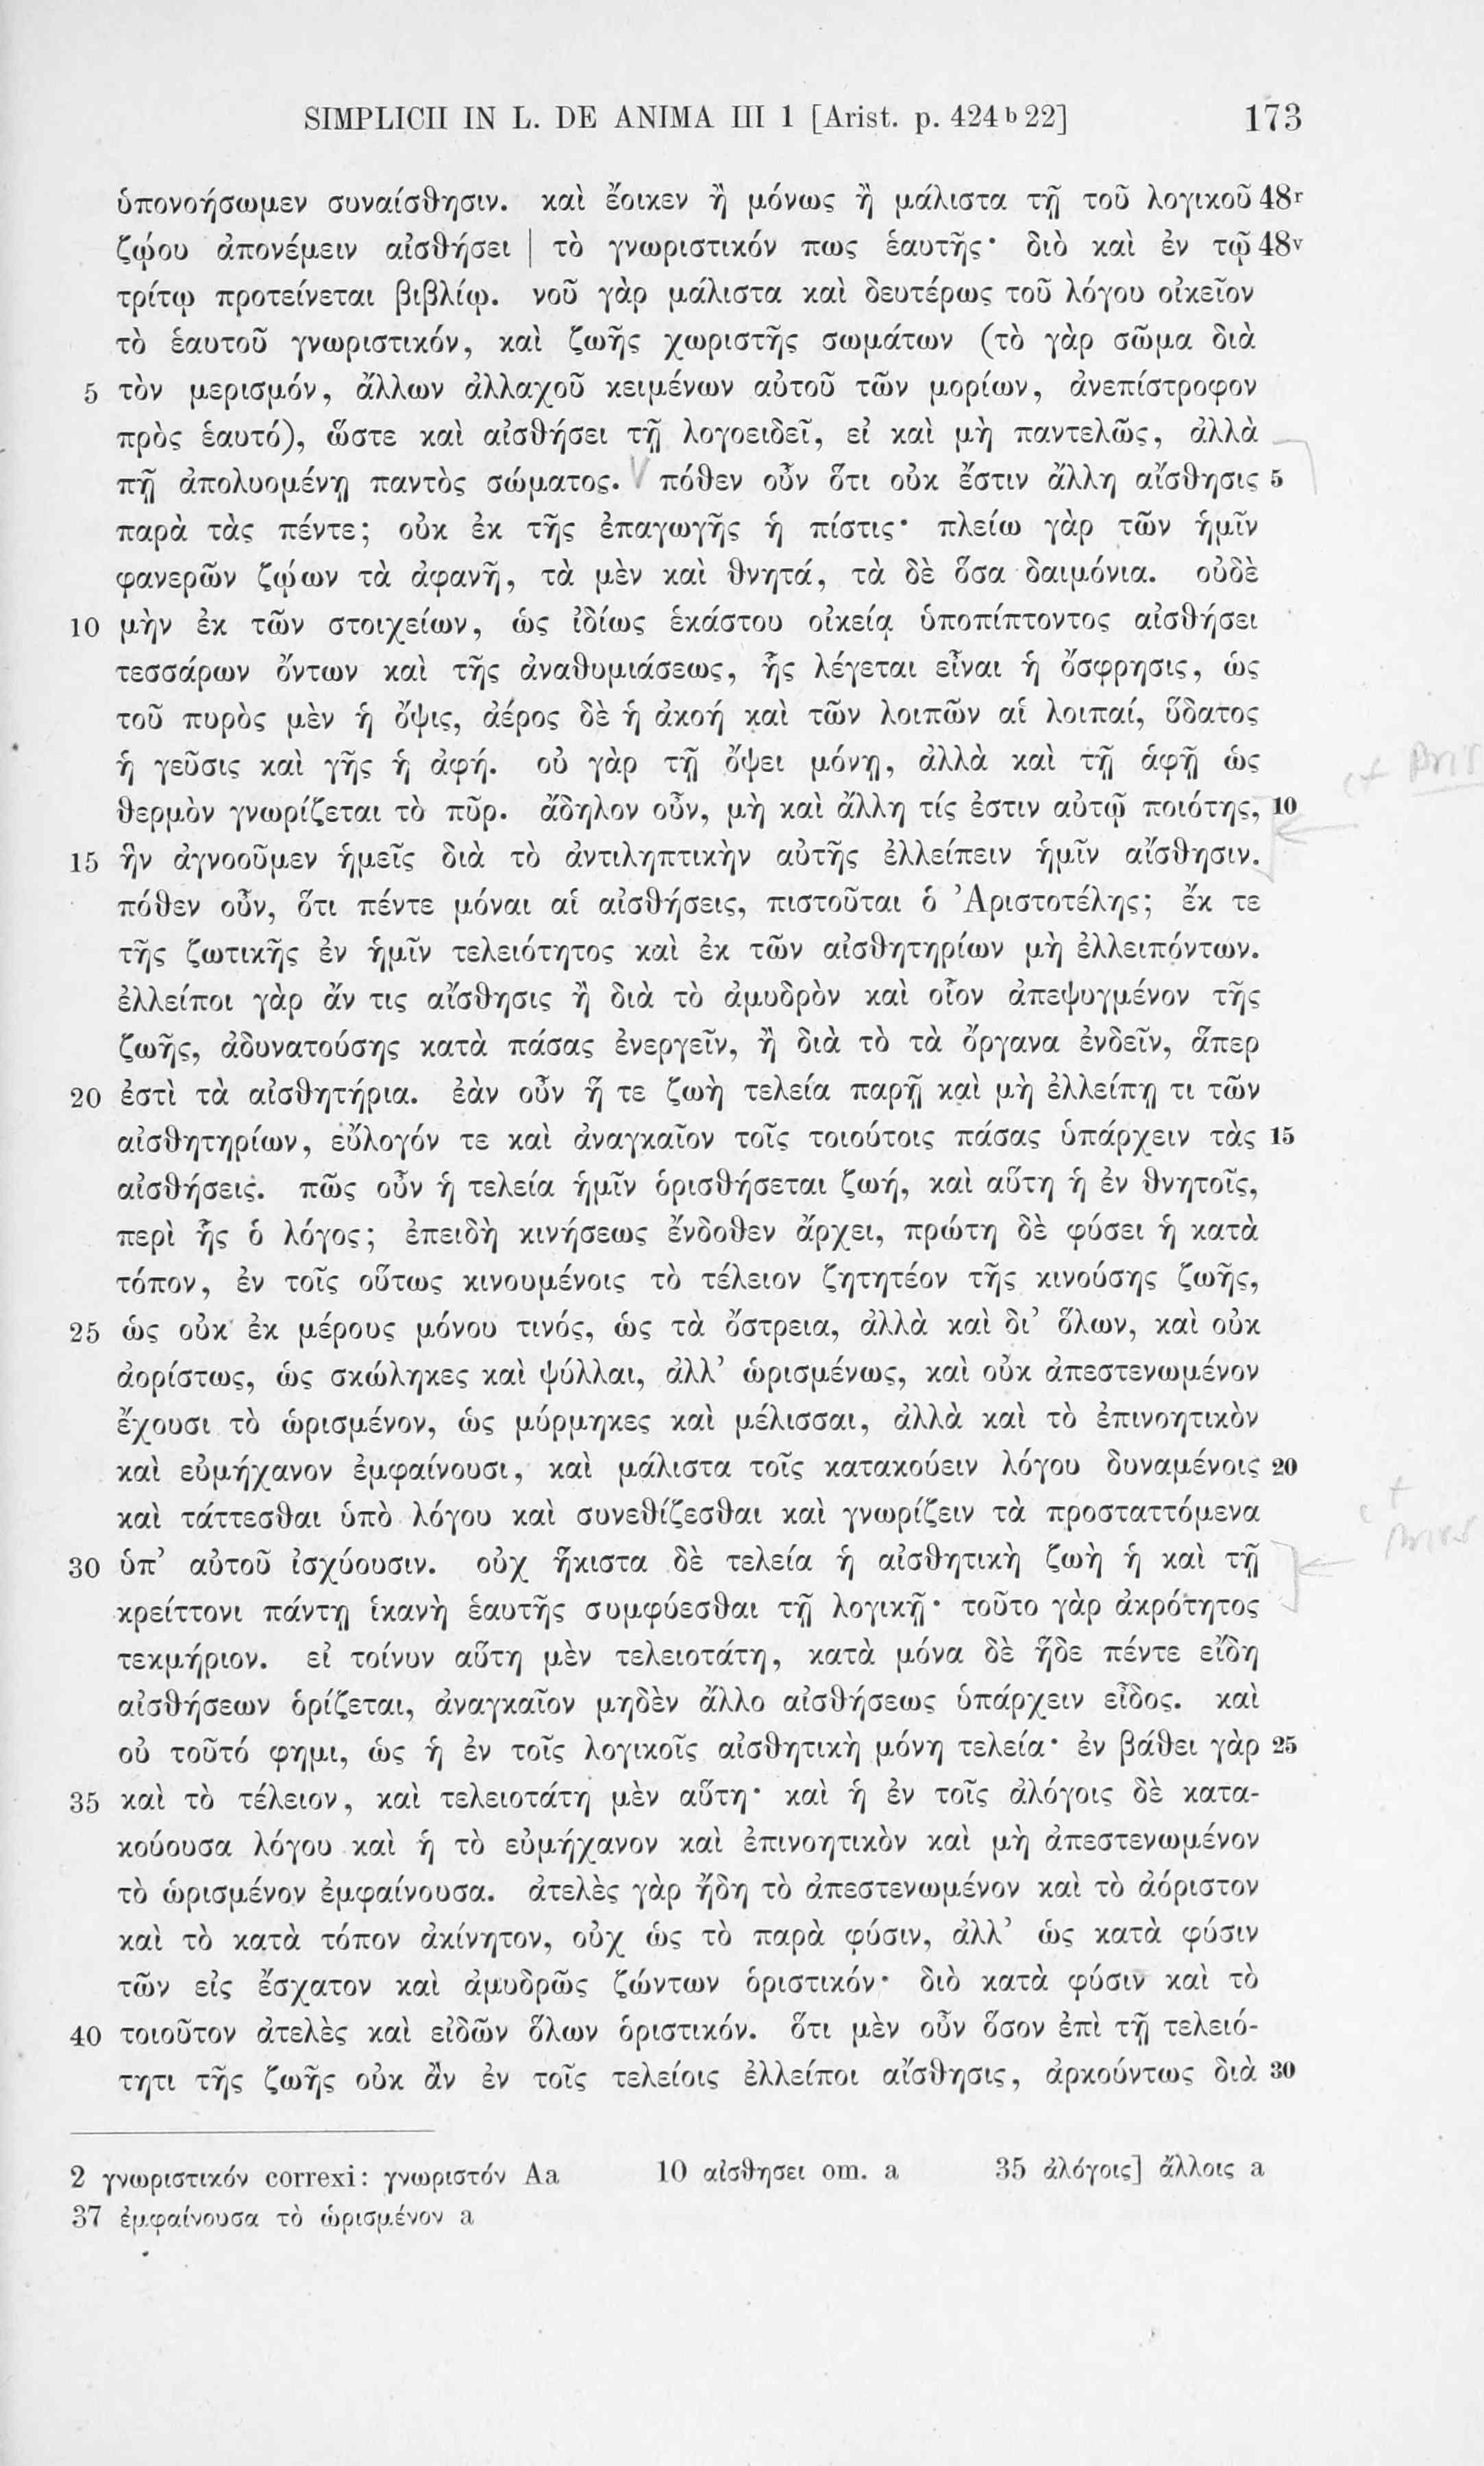 SIMPLICII IN L. DE ANIMA III 1 [Arist. p. 424 b 22] 173
ὑπονοήσωμεν συναίσθησιν. καὶ ἔοικεν ἢ μόνως ἢ μάλιστα τῇ τοῦ λογικοῦ 48r
ζῴου ἀπονέμειν αἰσθήσει | τὸ γνωριστικόν πως ἑαυτῆς· διὸ καὶ ἐν τῷ 48v
τρίτῳ προτείνεται βιβλίῳ. νοῦ γὰρ μάλιστα καὶ δευτέρως τοῦ λόγου οἰκεῖον
τὸ ἑαυτοῦ γνωριστικόν, καὶ ζωῆς χωριστῆς σωμάτων (τὸ γὰρ σῶμα διὰ
5 τὸν μερισμόν, ἄλλων ἀλλαχοῦ κειμένων αὐτοῦ τῶν μορίων, ἀνεπίστροφον
πρὸς ἑαυτό), ὥστε καὶ αἰσθήσει τῇ λογοειδεῖ, εἰ καὶ μὴ παντελῶς, ἀλλὰ
πῇ ἀπολυομένῃ παντὸς σώματος. πόθεν οὖν ὅτι οὐκ ἔστιν ἄλλη αἴσθησις 5
παρὰ τὰς πέντε; οὐκ ἐκ τῆς ἐπαγωγῆς ἡ πίστις· πλείω γὰρ τῶν ἡμῖν
φανερῶν ζῴων τὰ ἀφανῆ, τὰ μὲν καὶ θνητά, τὰ δὲ ὅσα δαιμόνια. οὐδὲ
10 μὴν ἐκ τῶν στοιχείων, ὡς ἰδίως ἑκάστου οἰκείᾳ ὑποπίπτοντος αἰσθήσει
τεσσάρων ὄντων καὶ τῆς ἀναθυμιάσεως, ἧς λέγεται εἶναι ἡ ὄσφρησις, ὡς
τοῦ πυρὸς μὲν ἡ ὄψις, ἀέρος δὲ ἡ ἀκοή καὶ τῶν λοιπῶν αἱ λοιπαί, ὕδατος
ἡ γεῦσις καὶ γῆς ἡ ἁφή. οὐ γὰρ τῇ ὄψει μόνῃ, ἀλλὰ καὶ τῇ ἁφῇ ὡς
θερμὸν γνωρίζεται τὸ πῦρ. ἄδηλον οὖν, μὴ καὶ ἄλλη τίς ἐστιν αὐτῷ ποιότης, 10
15 ἣν ἀγνοοῦμεν ἡμεῖς διὰ τὸ ἀντιληπτικὴν αὐτῆς ἐλλείπειν ἡμῖν αἴσθησιν.
πόθεν οὖν, ὅτι πέντε μόναι αἱ αἰσθήσεις, πιστοῦται ὁ Ἀριστοτέλης; ἔκ τε
τῆς ζωτικῆς ἐν ἡμῖν τελειότητος καὶ ἐκ τῶν αἰσθητηρίων μὴ ἐλλειπόντων.
ἐλλείποι γὰρ ἄν τις αἴσθησις ἢ διὰ τὸ ἀμυδρὸν καὶ οἷον ἀπεψυγμένον τῆς
ζωῆς, ἀδυνατούσης κατὰ πάσας ἐνεργεῖν, ἢ διὰ τὸ τὰ ὄργανα ἐνδεῖν, ἅπερ
20 ἐστὶ τὰ αἰσθητήρια. ἐὰν οὖν ἥ τε ζωὴ τελεία παρῇ καὶ μὴ ἐλλείπῃ τι τῶν
αἰσθητηρίων, εὔλογόν τε καὶ ἀναγκαῖον τοῖς τοιούτοις πάσας ὑπάρχειν τὰς 15
αἰσθήσεις. πῶς οὖν ἡ τελεία ἡμῖν ὁρισθήσεται ζωή, καὶ αὕτη ἡ ἐν θνητοῖς,
περὶ ἧς ὁ λόγος; ἐπειδὴ κινήσεως ἔνδοθεν ἄρχει, πρώτη δὲ φύσει ἡ κατὰ
τόπον, ἐν τοῖς οὕτως κινουμένοις τὸ τέλειον ζητητέον τῆς κινούσης ζωῆς,
25 ὡς οὐκ ἐκ μέρους μόνου τινός, ὡς τὰ ὄστρεια, ἀλλὰ καὶ δι’ ὅλων, καὶ οὐκ
ἀορίστως, ὡς σκώληκες καὶ ψύλλαι, ἀλλ’ ὡρισμένως, καὶ οὐκ ἀπεστενωμένον
ἔχουσι τὸ ὡρισμένον, ὡς μύρμηκες καὶ μέλισσαι, ἀλλὰ καὶ τὸ ἐπινοητικὸν
καὶ εὐμήχανον ἐμφαίνουσι, καὶ μάλιστα τοῖς κατακούειν λόγου δυναμένοις 20
καὶ τάττεσθαι ὑπὸ λόγου καὶ συνεθίζεσθαι καὶ γνωρίζειν τὰ προσταττόμενα
30 ὑπ’ αὐτοῦ ἰσχύουσιν. οὐχ ἥκιστα δὲ τελεία ἡ αἰσθητικὴ ζωὴ ἡ καὶ τῇ
κρείττονι πάντῃ ἱκανὴ ἑαυτῆς συμφύεσθαι τῇ λογικῇ· τοῦτο γὰρ ἀκρότητος
τεκμήριον. εἰ τοίνυν αὕτη μὲν τελειοτάτη, κατὰ μόνα δὲ ἥδε πέντε εἴδη
αἰσθήσεων ὁρίζεται, ἀναγκαῖον μηδὲν ἄλλο αἰσθήσεως ὑπάρχειν εἶδος. καὶ
οὐ τοῦτό φημι, ὡς ἡ ἐν τοῖς λογικοῖς αἰσθητικὴ μόνη τελεία· ἐν βάθει γὰρ 25
35 καὶ τὸ τέλειον, καὶ τελειοτάτη μὲν αὕτη· καὶ ἡ ἐν τοῖς ἀλόγοις δὲ κατα-
κούουσα λόγου καὶ ἡ τὸ εὐμήχανον καὶ ἐπινοητικὸν καὶ μὴ ἀπεστενωμένον
τὸ ὡρισμένον ἐμφαίνουσα. ἀτελὲς γὰρ ἤδη τὸ ἀπεστενωμένον καὶ τὸ ἀόριστον
καὶ τὸ κατὰ τόπον ἀκίνητον, οὐχ ὡς τὸ παρὰ φύσιν, ἀλλ’ ὡς κατὰ φύσιν
τῶν εἰς ἔσχατον καὶ ἀμυδρῶς ζώντων ὁριστικόν· διὸ κατὰ φύσιν καὶ τὸ
40 τοιοῦτον ἀτελὲς καὶ εἰδῶν ὅλων ὁριστικόν. ὅτι μὲν οὖν ὅσον ἐπὶ τῇ τελειό-
τητι τῆς ζωῆς οὐκ ἂν ἐν τοῖς τελείοις ἐλλείποι αἴσθησις, ἀρκούντως διὰ 30
2 γνωριστικόν correxi: γνωριστόν Aa 10 αἰσθησει om. a 35 ἀλόγοις] ἄλλοις a
37 ἐμφαίνουσα τὸ ὡρισμένον a